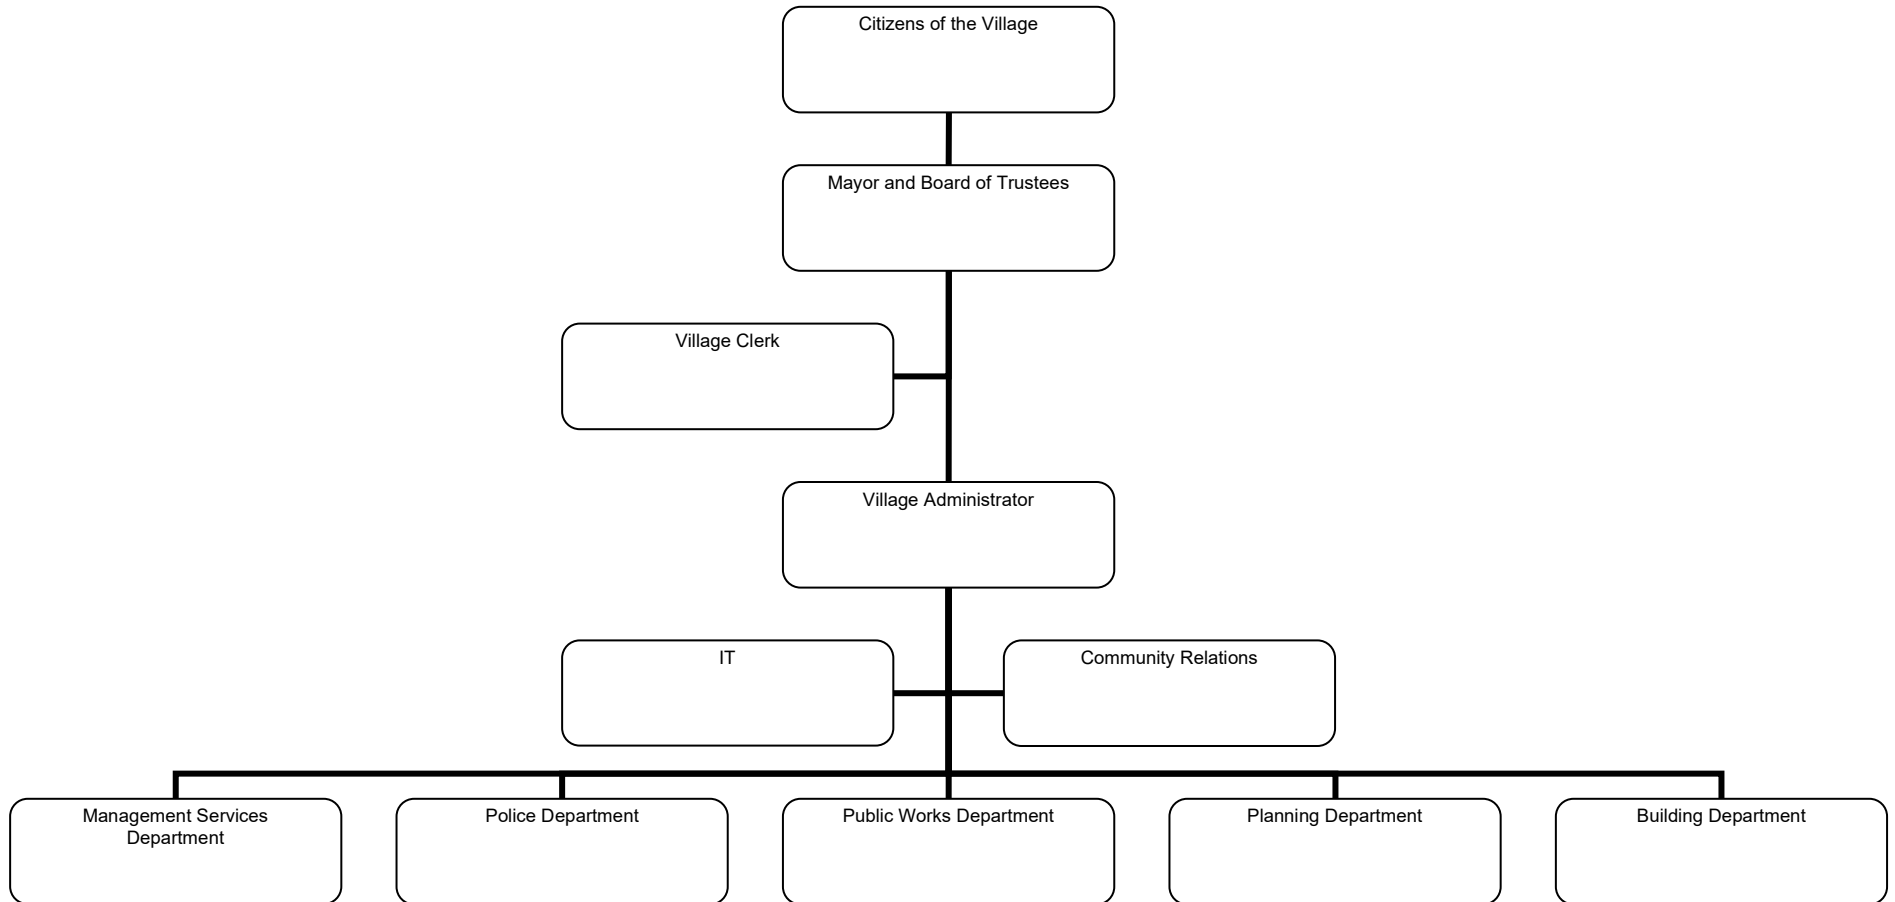 Citizens of the Village
Mayor and Board of Trustees
Village Clerk
Village Administrator
IT
Community Relations
Management Services
Department
Police Department
Public Works Department
Planning Department
Building Department